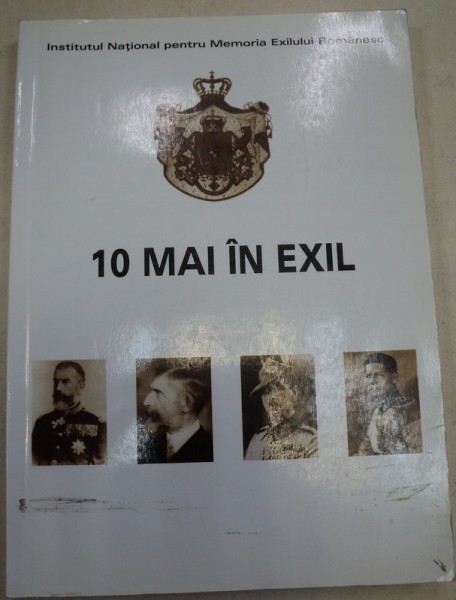 Institutul Național pentru Memoria Exilului Românesc
10 MAI ÎN EXIL